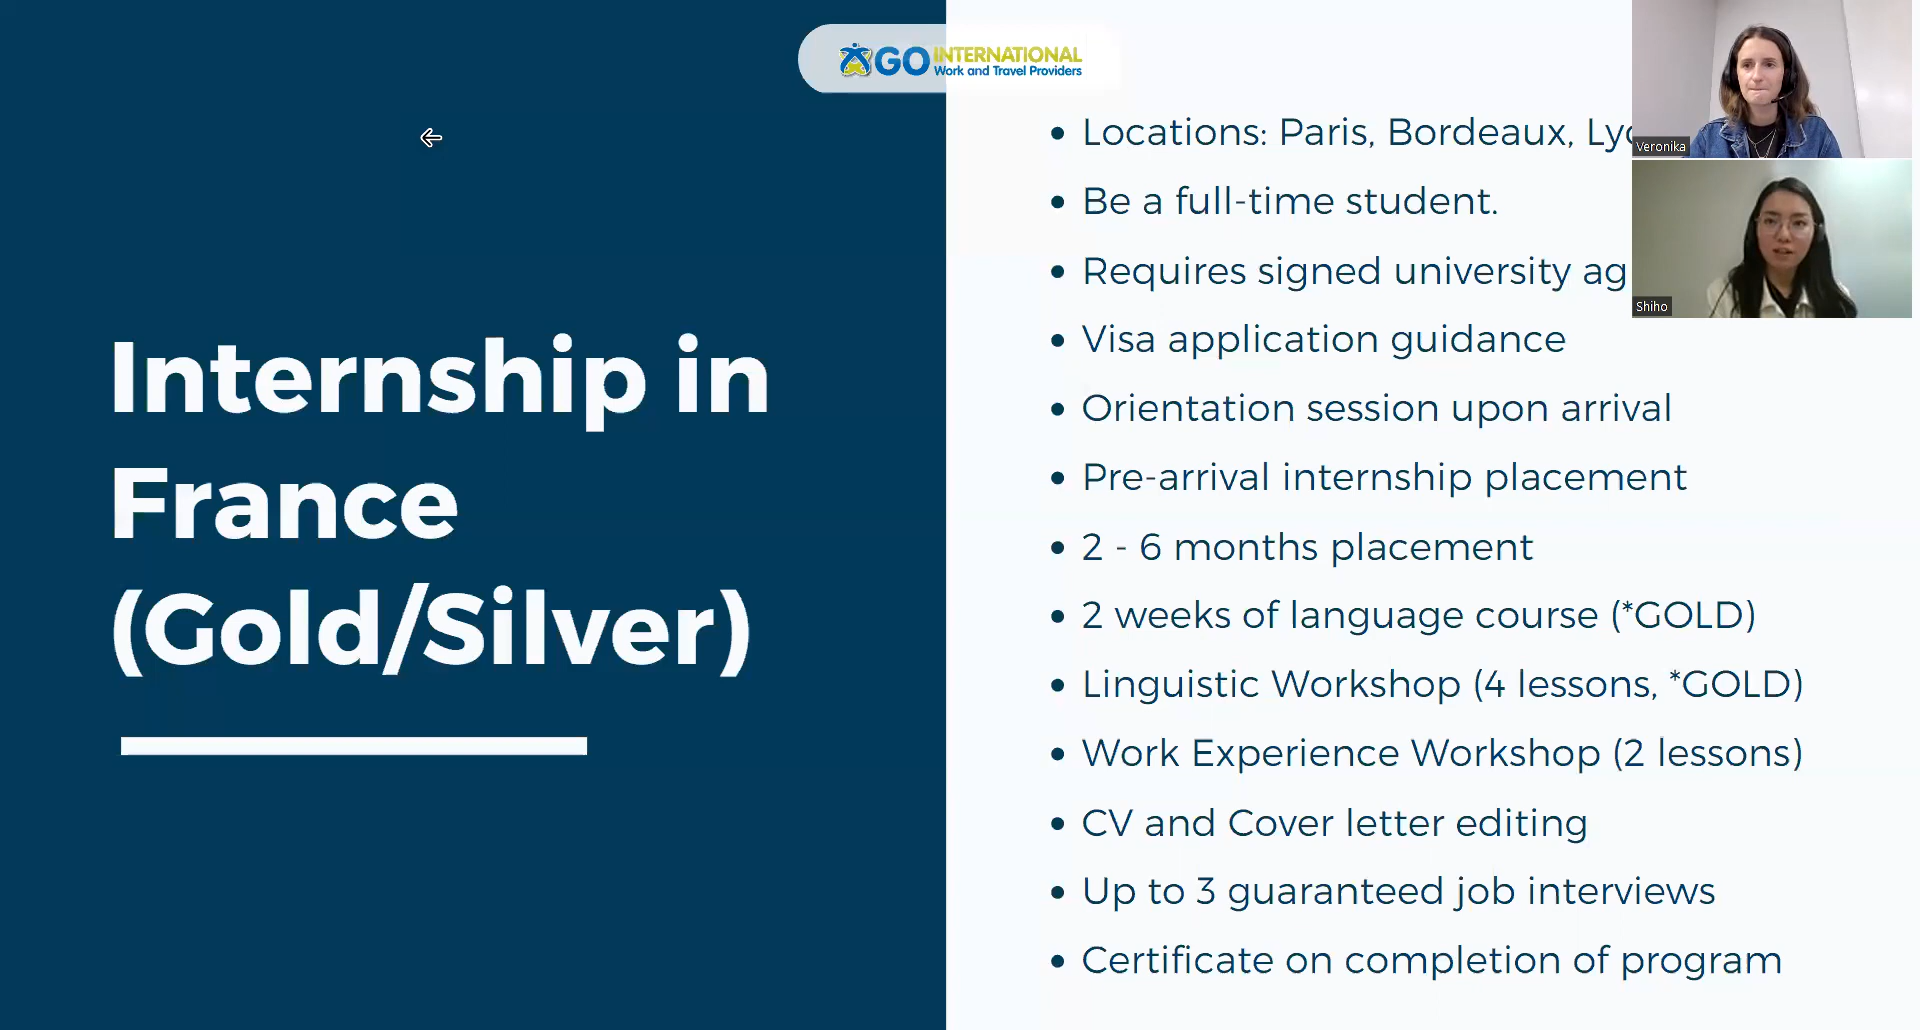 GO INTERNATIONAL
Work and Travel Providers
Internship in
France
(Gold/Silver)
• Locations: Paris, Bordeaux,
• Be a full-time student.
• Requires signed university
• Visa application guidance
• Orientation session upon arrival
• Pre-arrival internship placement
• 2 - 6 months placement
• 2 weeks of language course (*GOLD)
• Linguistic Workshop (4 lessons, *GOLD)
• Work Experience Workshop (2 lessons)
• CV and Cover letter editing
• Up to 3 guaranteed job interviews
• Certificate on completion of program
Veronika
Shiho